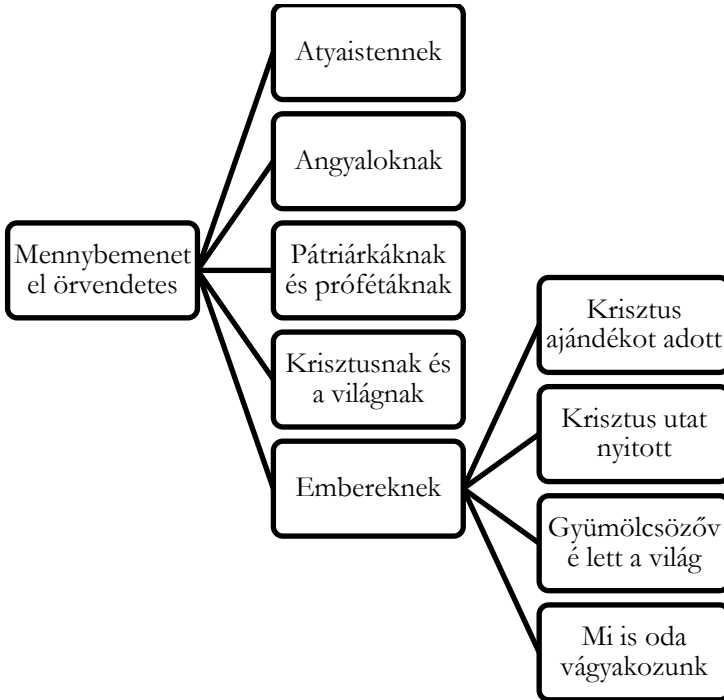 Mennybemenet
el örvendetes
Atyaistennek
Angyaloknak
Pátriárkáknak
és prófétáknak
Krisztusnak és
a világnak
Embereknek
Krisztus
ajándékot adott
Krisztus utat
nyitott
Gyümölcsözőv
é lett a világ
Mi is oda
vágyakozunk